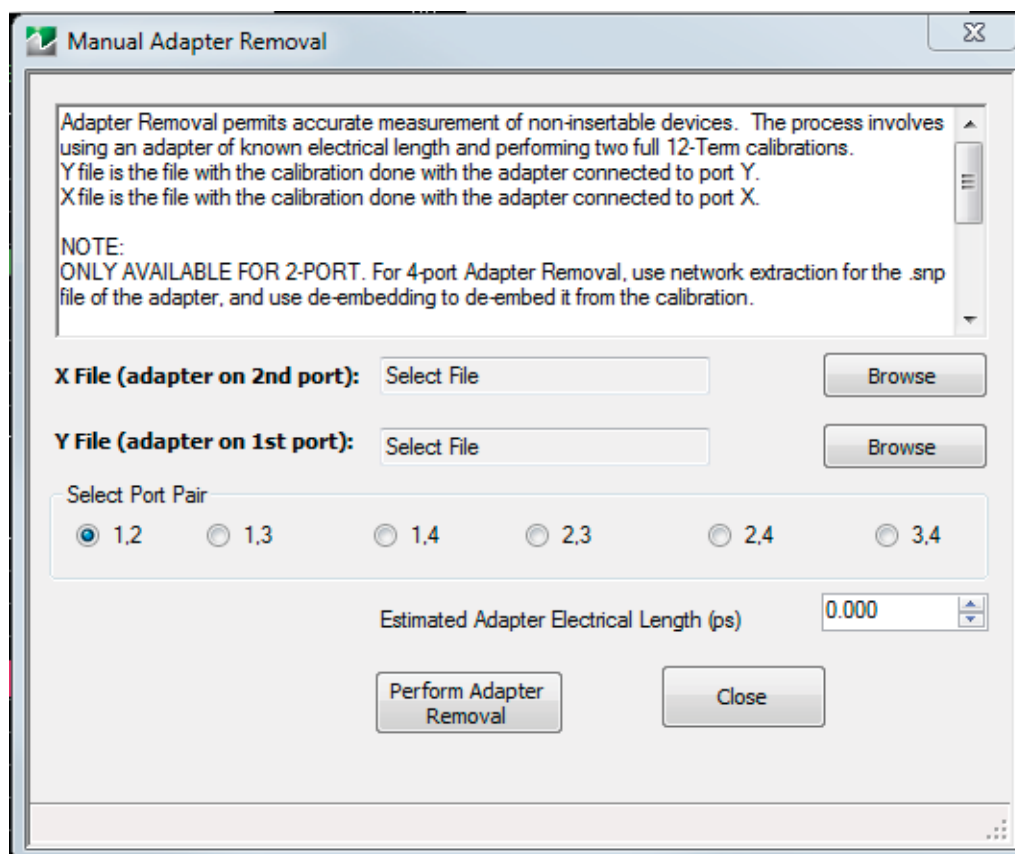 Manual Adapter Removal
Adapter Removal permits accurate measurement of non-insertable devices.  The process involves
using an adapter of known electrical length and performing two full 12-Term calibrations.
Y file is the file with the calibration done with the adapter connected to port Y.
X file is the file with the calibration done with the adapter connected to port X.
NOTE:
ONLY AVAILABLE FOR 2-PORT. For 4-port Adapter Removal, use network extraction for the .snp
file of the adapter, and use de-embedding to de-embed it from the calibration.
X File (adapter on 2nd port): Select File Browse
Y File (adapter on 1st port): Select File Browse
Select Port Pair
1,2 1,3 1,4 2,3 2,4 3,4
Estimated Adapter Electrical Length (ps) 0.000
Perform Adapter
Removal
Close